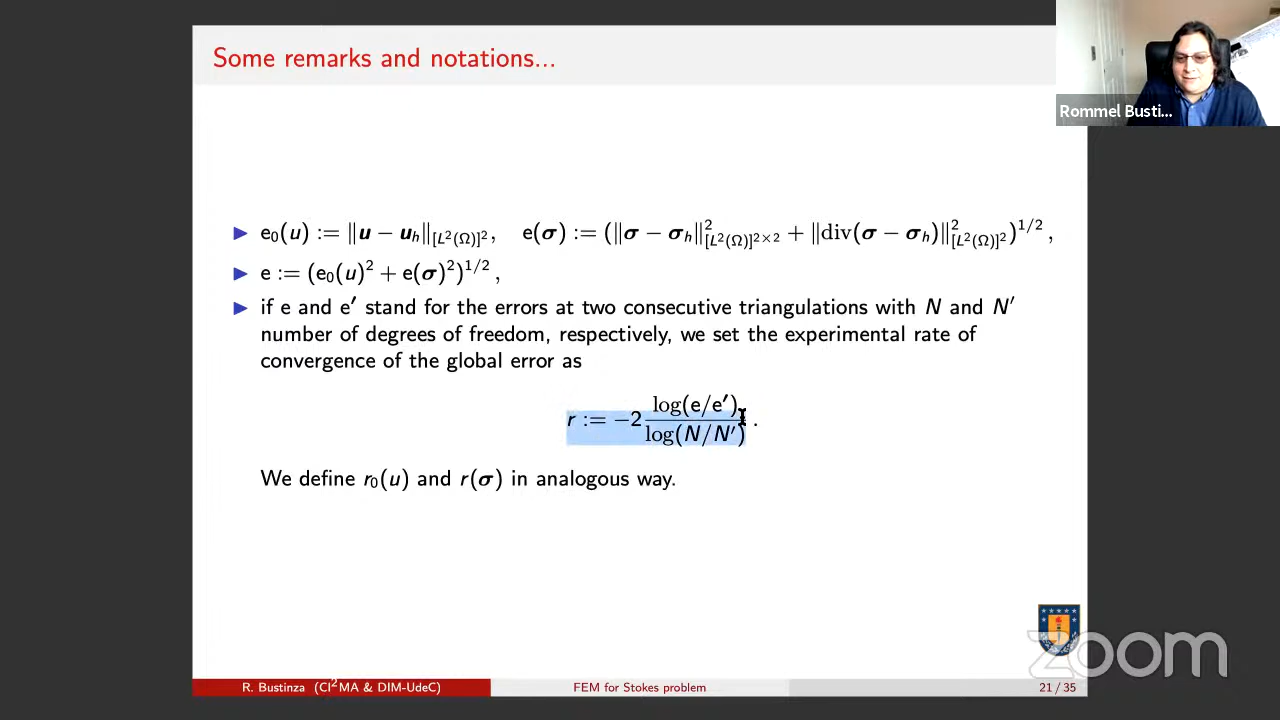 Some remarks and notations...
Rommel Busti...
▶ e₀(u) := ‖u − uₕ‖_{[L²(Ω)]²}, e(σ) := (‖σ − σₕ‖²_{[L²(Ω)]^{2×2}} + ‖div(σ − σₕ)‖²_{[L²(Ω)]²})^{1/2},
▶ e := (e₀(u)² + e(σ)²)^{1/2},
▶ if e and e′ stand for the errors at two consecutive triangulations with N and N′
number of degrees of freedom, respectively, we set the experimental rate of
convergence of the global error as
r := −2 log(e/e′) / log(N/N′) .
We define r₀(u) and r(σ) in analogous way.
zoom
R. Bustinza (CI²MA & DIM-UdeC) FEM for Stokes problem 21 / 35